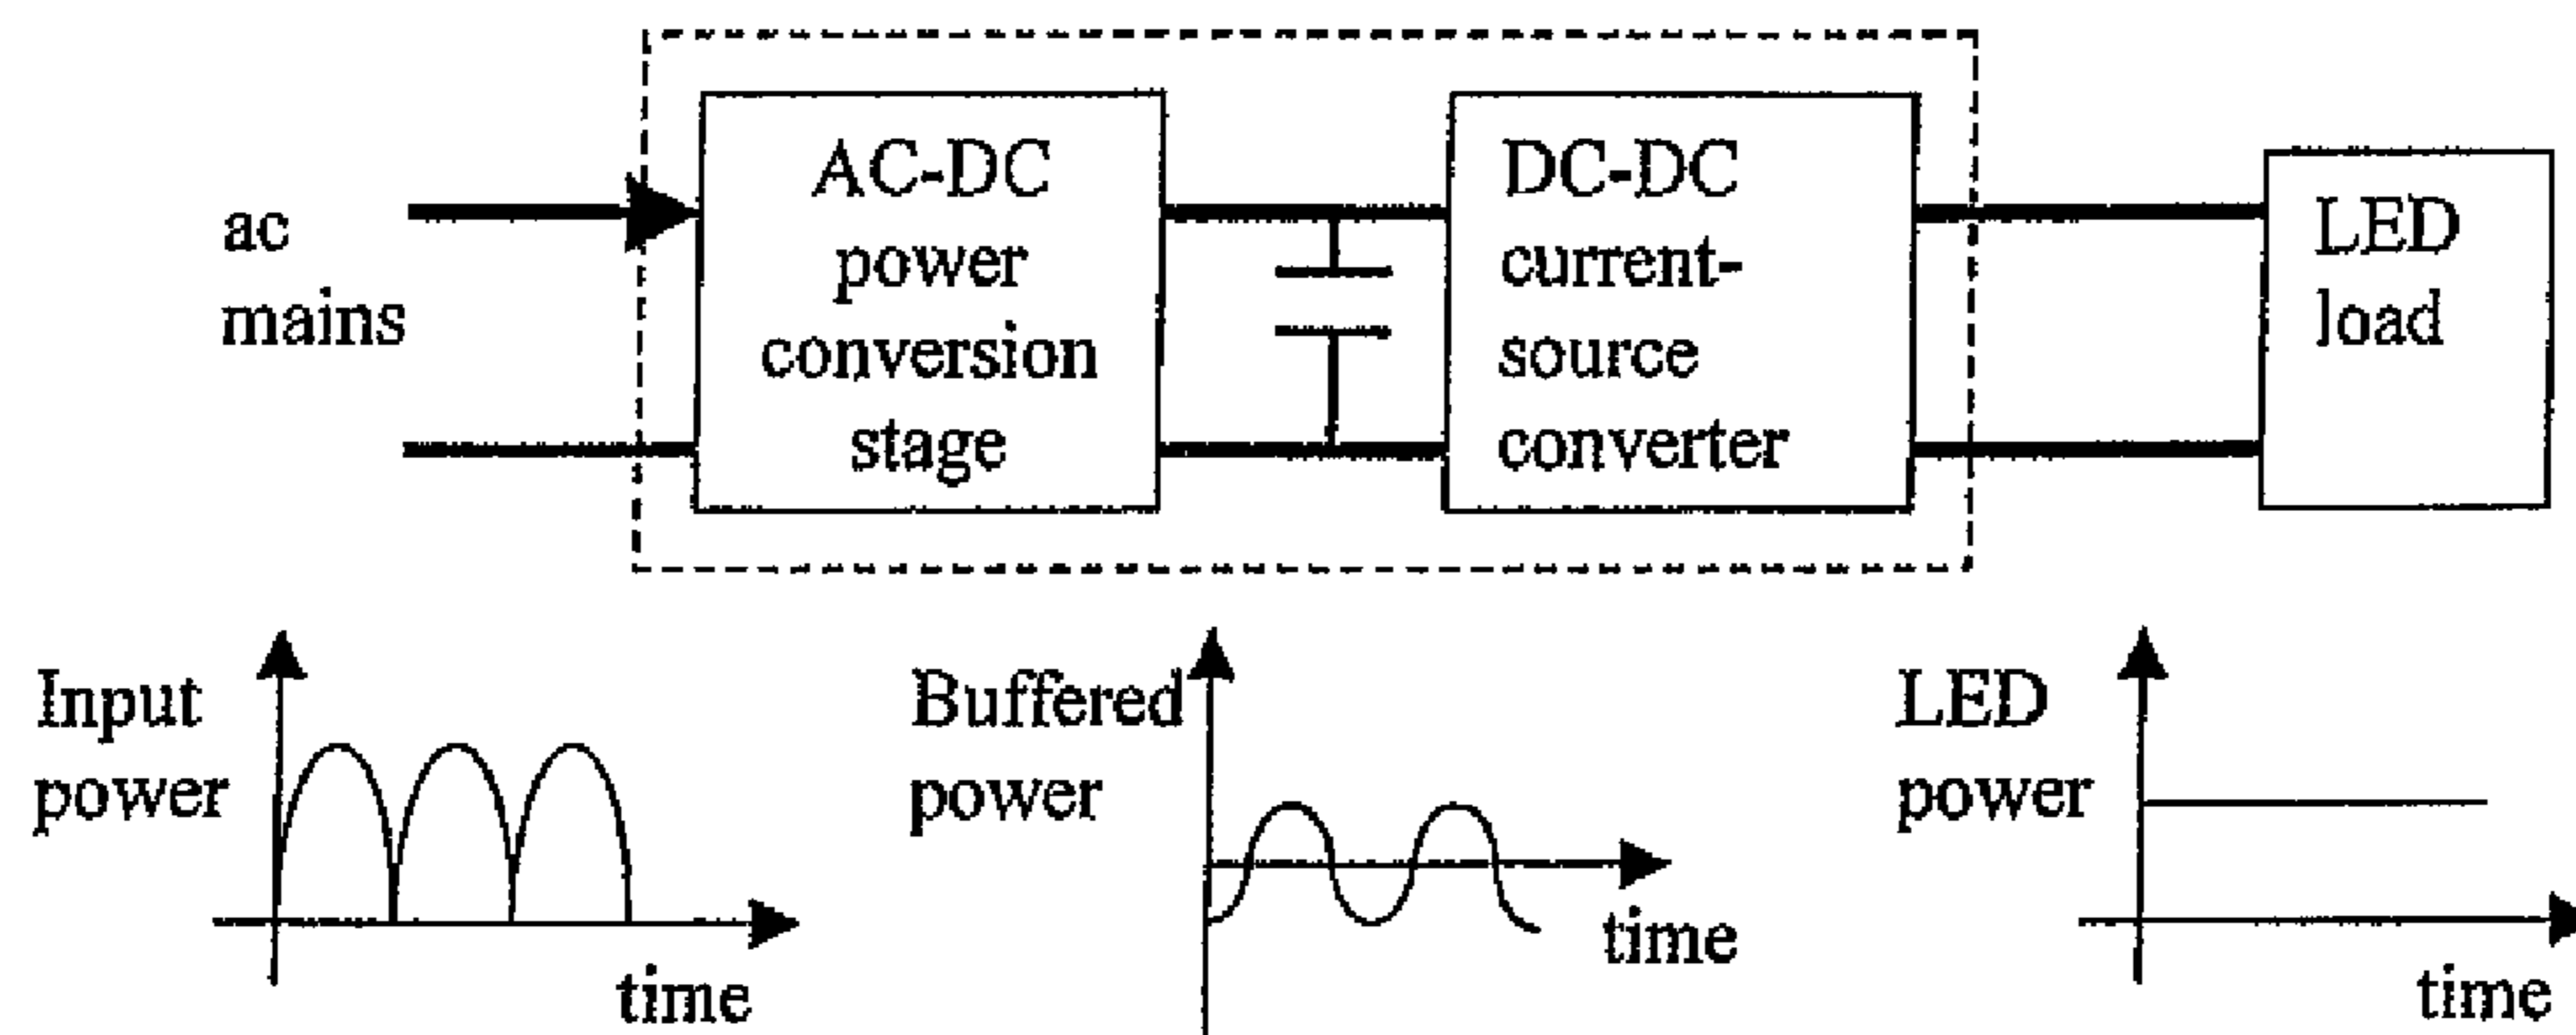 ac
mains
AC-DC
power
conversion
stage
DC-DC
current-
source
converter
LED
load
Input
power
time
Buffered
power
time
LED
power
time